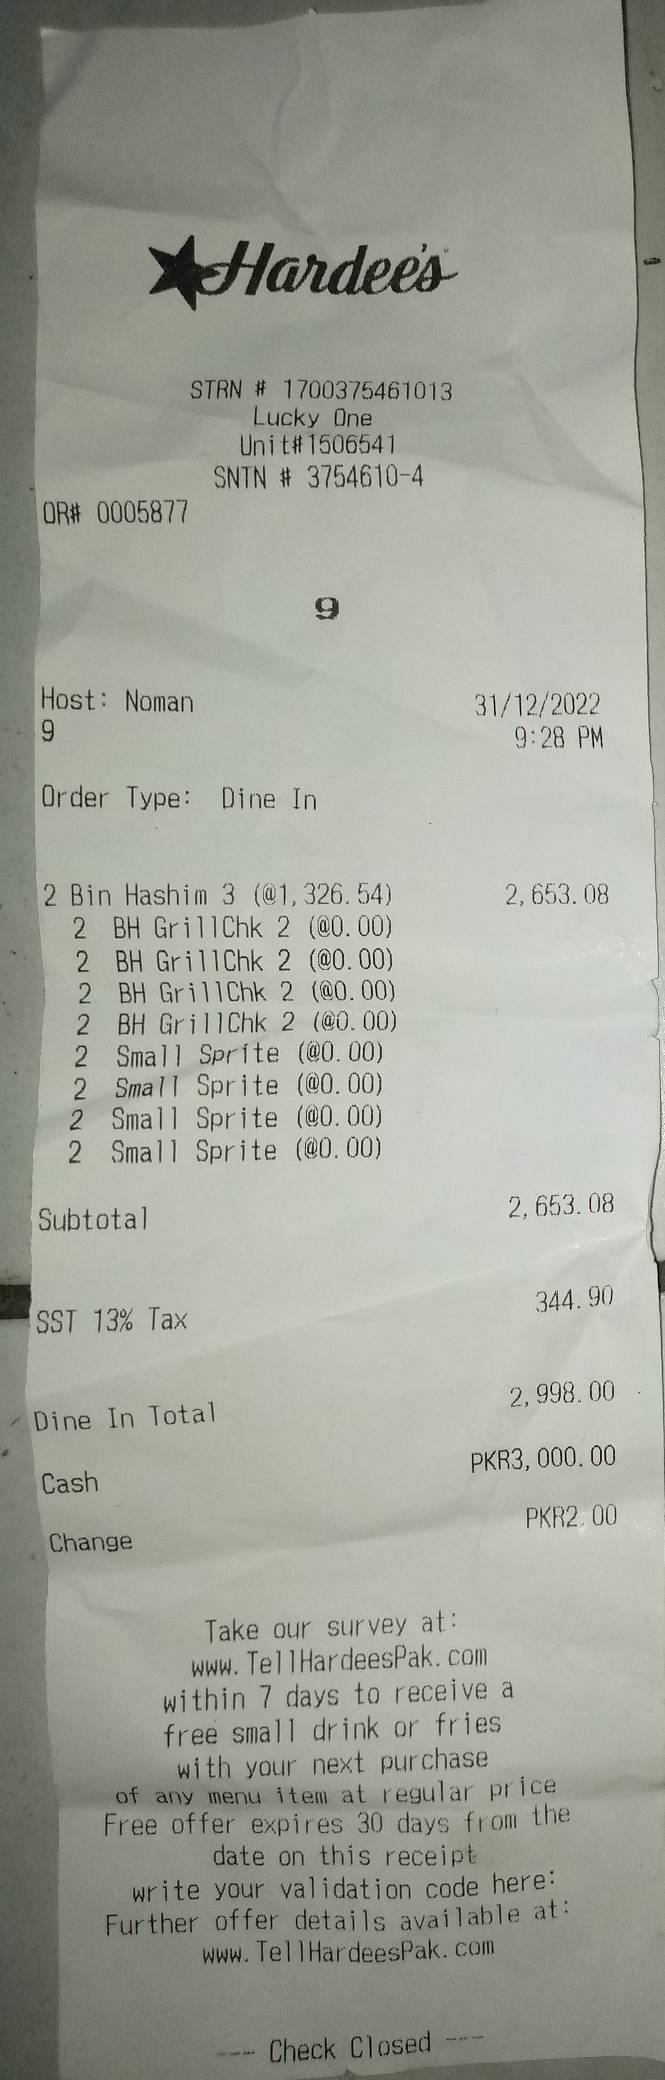 Hardee's
STRN # 1700375461013
Lucky One
Unit#1506541
SNTN # 3754610-4
OR# 0005877
9
Host: Noman 31/12/2022
9 9:28 PM
Order Type: Dine In
2 Bin Hashim 3 (@1,326.54) 2,653.08
2 BH GrillChk 2 (@0.00)
2 BH GrillChk 2 (@0.00)
2 BH GrillChk 2 (@0.00)
2 BH GrillChk 2 (@0.00)
2 Small Sprite (@0.00)
2 Small Sprite (@0.00)
2 Small Sprite (@0.00)
2 Small Sprite (@0.00)
Subtotal 2,653.08
SST 13% Tax 344.90
Dine In Total 2,998.00
Cash PKR3,000.00
Change PKR2.00
Take our survey at:
www.TellHardeesPak.com
within 7 days to receive a
free small drink or fries
with your next purchase
of any menu item at regular price
Free offer expires 30 days from the
date on this receipt
write your validation code here:
Further offer details available at:
www.TellHardeesPak.com
--- Check Closed ---